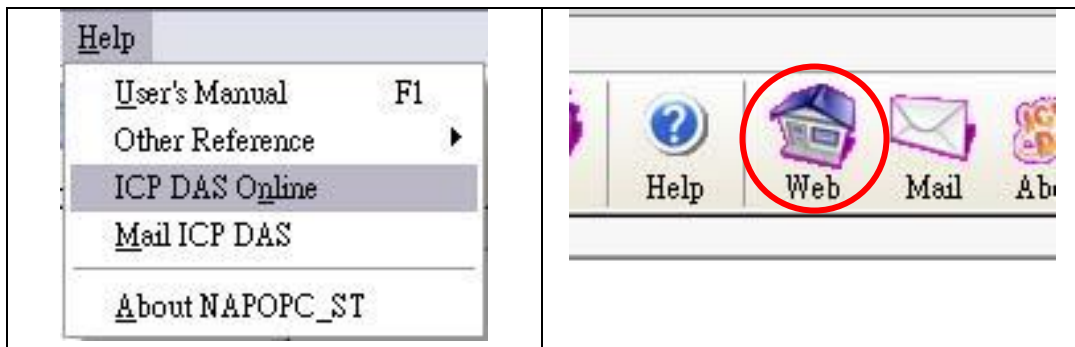 Help
User's Manual F1
Other Reference
ICP DAS Online
Mail ICP DAS
About NAPOPC_ST
Help Web Mail